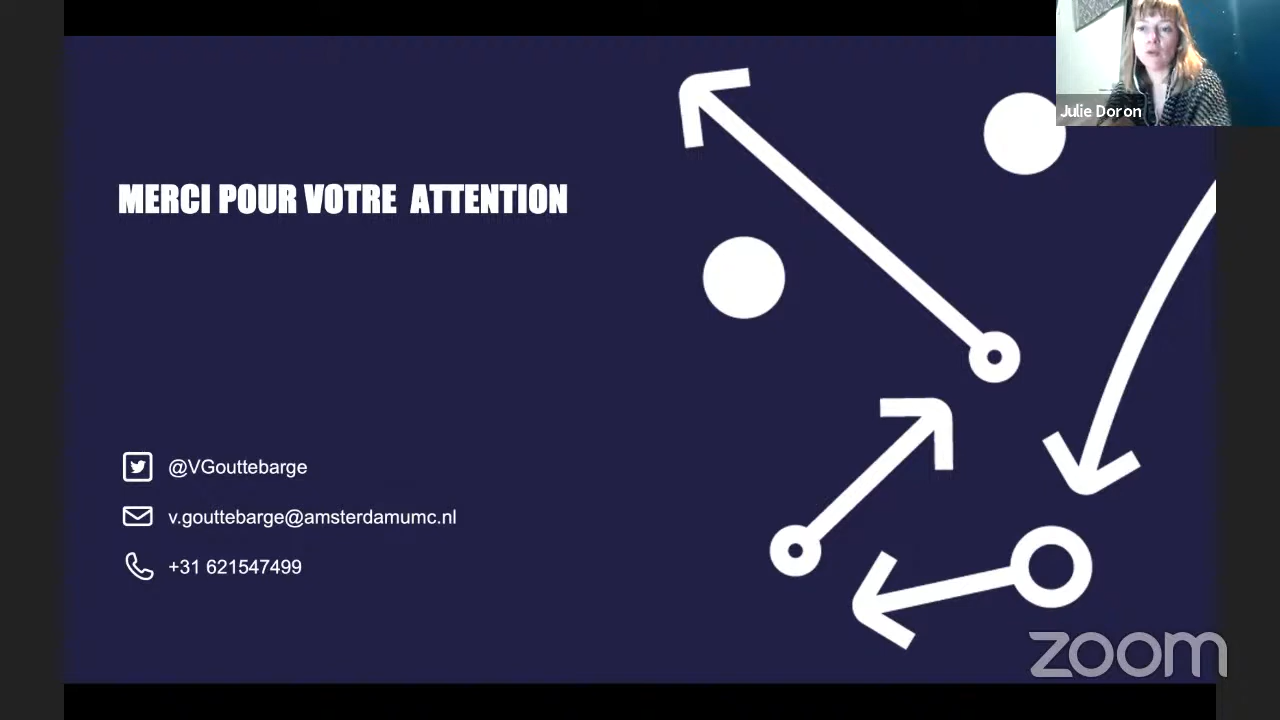 Julie Doron
MERCI POUR VOTRE ATTENTION
@VGouttebarge
v.gouttebarge@amsterdamumc.nl
+31 621547499
zoom